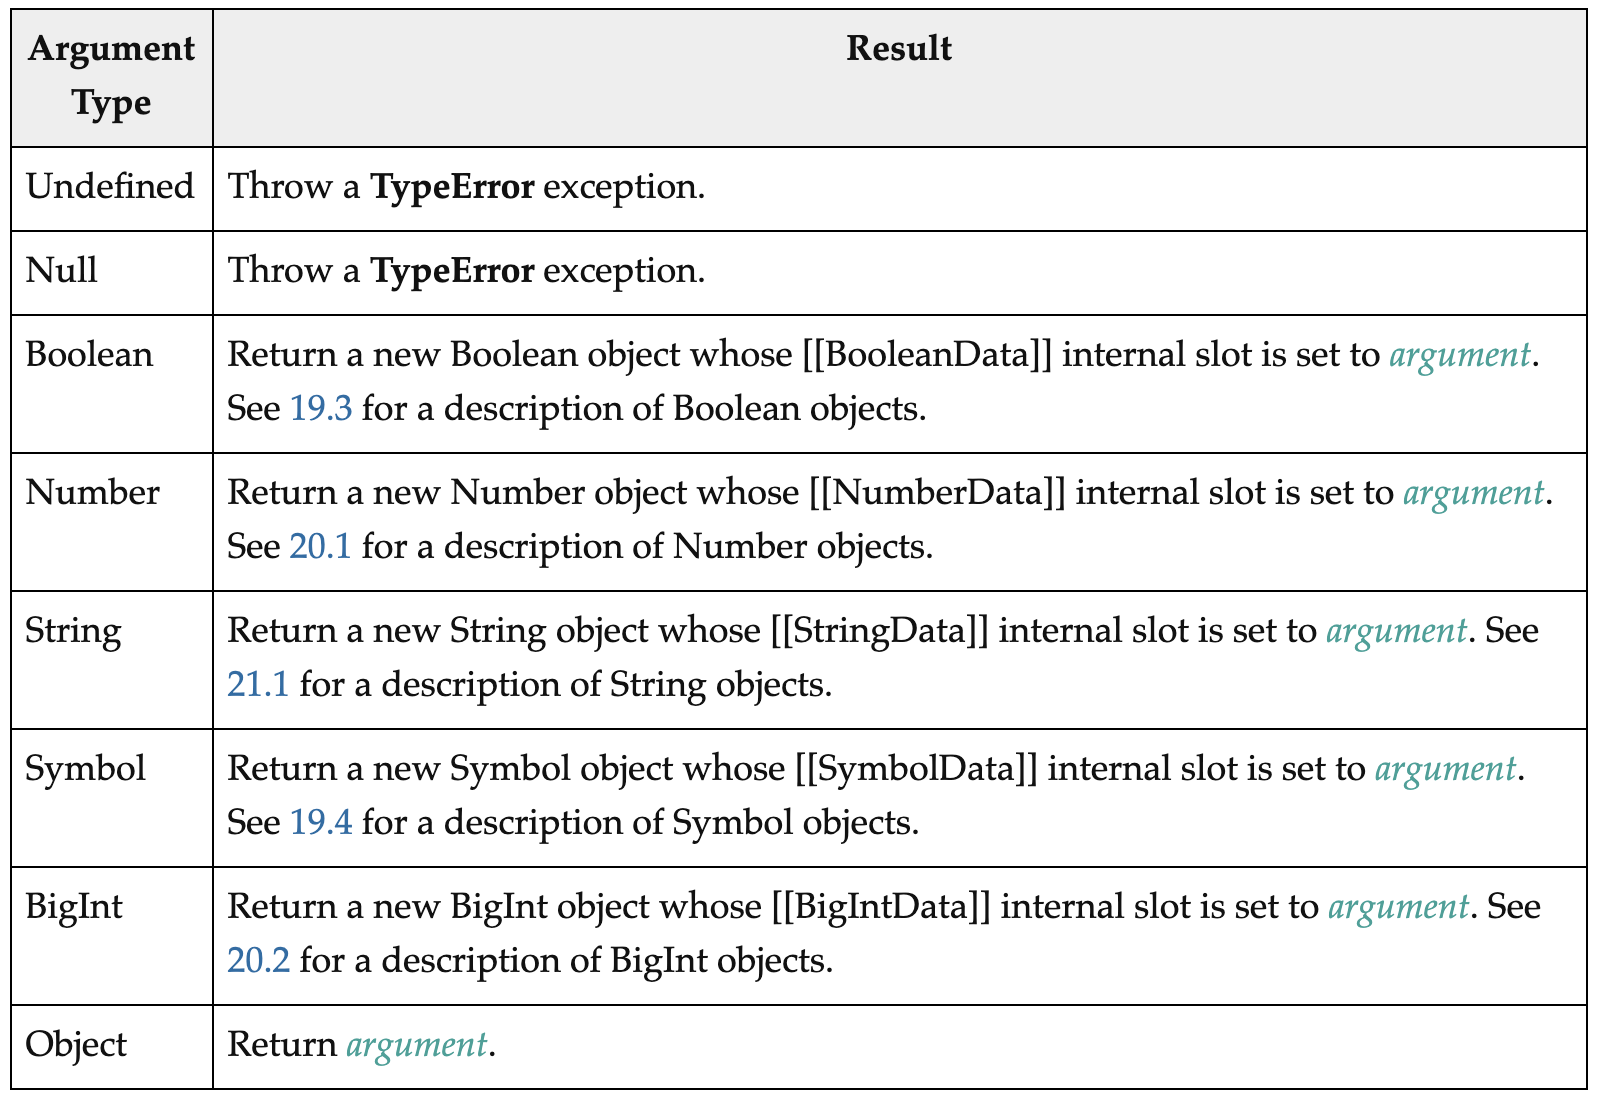 Argument
Type
Result
Undefined
Throw a TypeError exception.
Null
Throw a TypeError exception.
Boolean
Return a new Boolean object whose [[BooleanData]] internal slot is set to argument.
See 19.3 for a description of Boolean objects.
Number
Return a new Number object whose [[NumberData]] internal slot is set to argument.
See 20.1 for a description of Number objects.
String
Return a new String object whose [[StringData]] internal slot is set to argument. See
21.1 for a description of String objects.
Symbol
Return a new Symbol object whose [[SymbolData]] internal slot is set to argument.
See 19.4 for a description of Symbol objects.
BigInt
Return a new BigInt object whose [[BigIntData]] internal slot is set to argument. See
20.2 for a description of BigInt objects.
Object
Return argument.